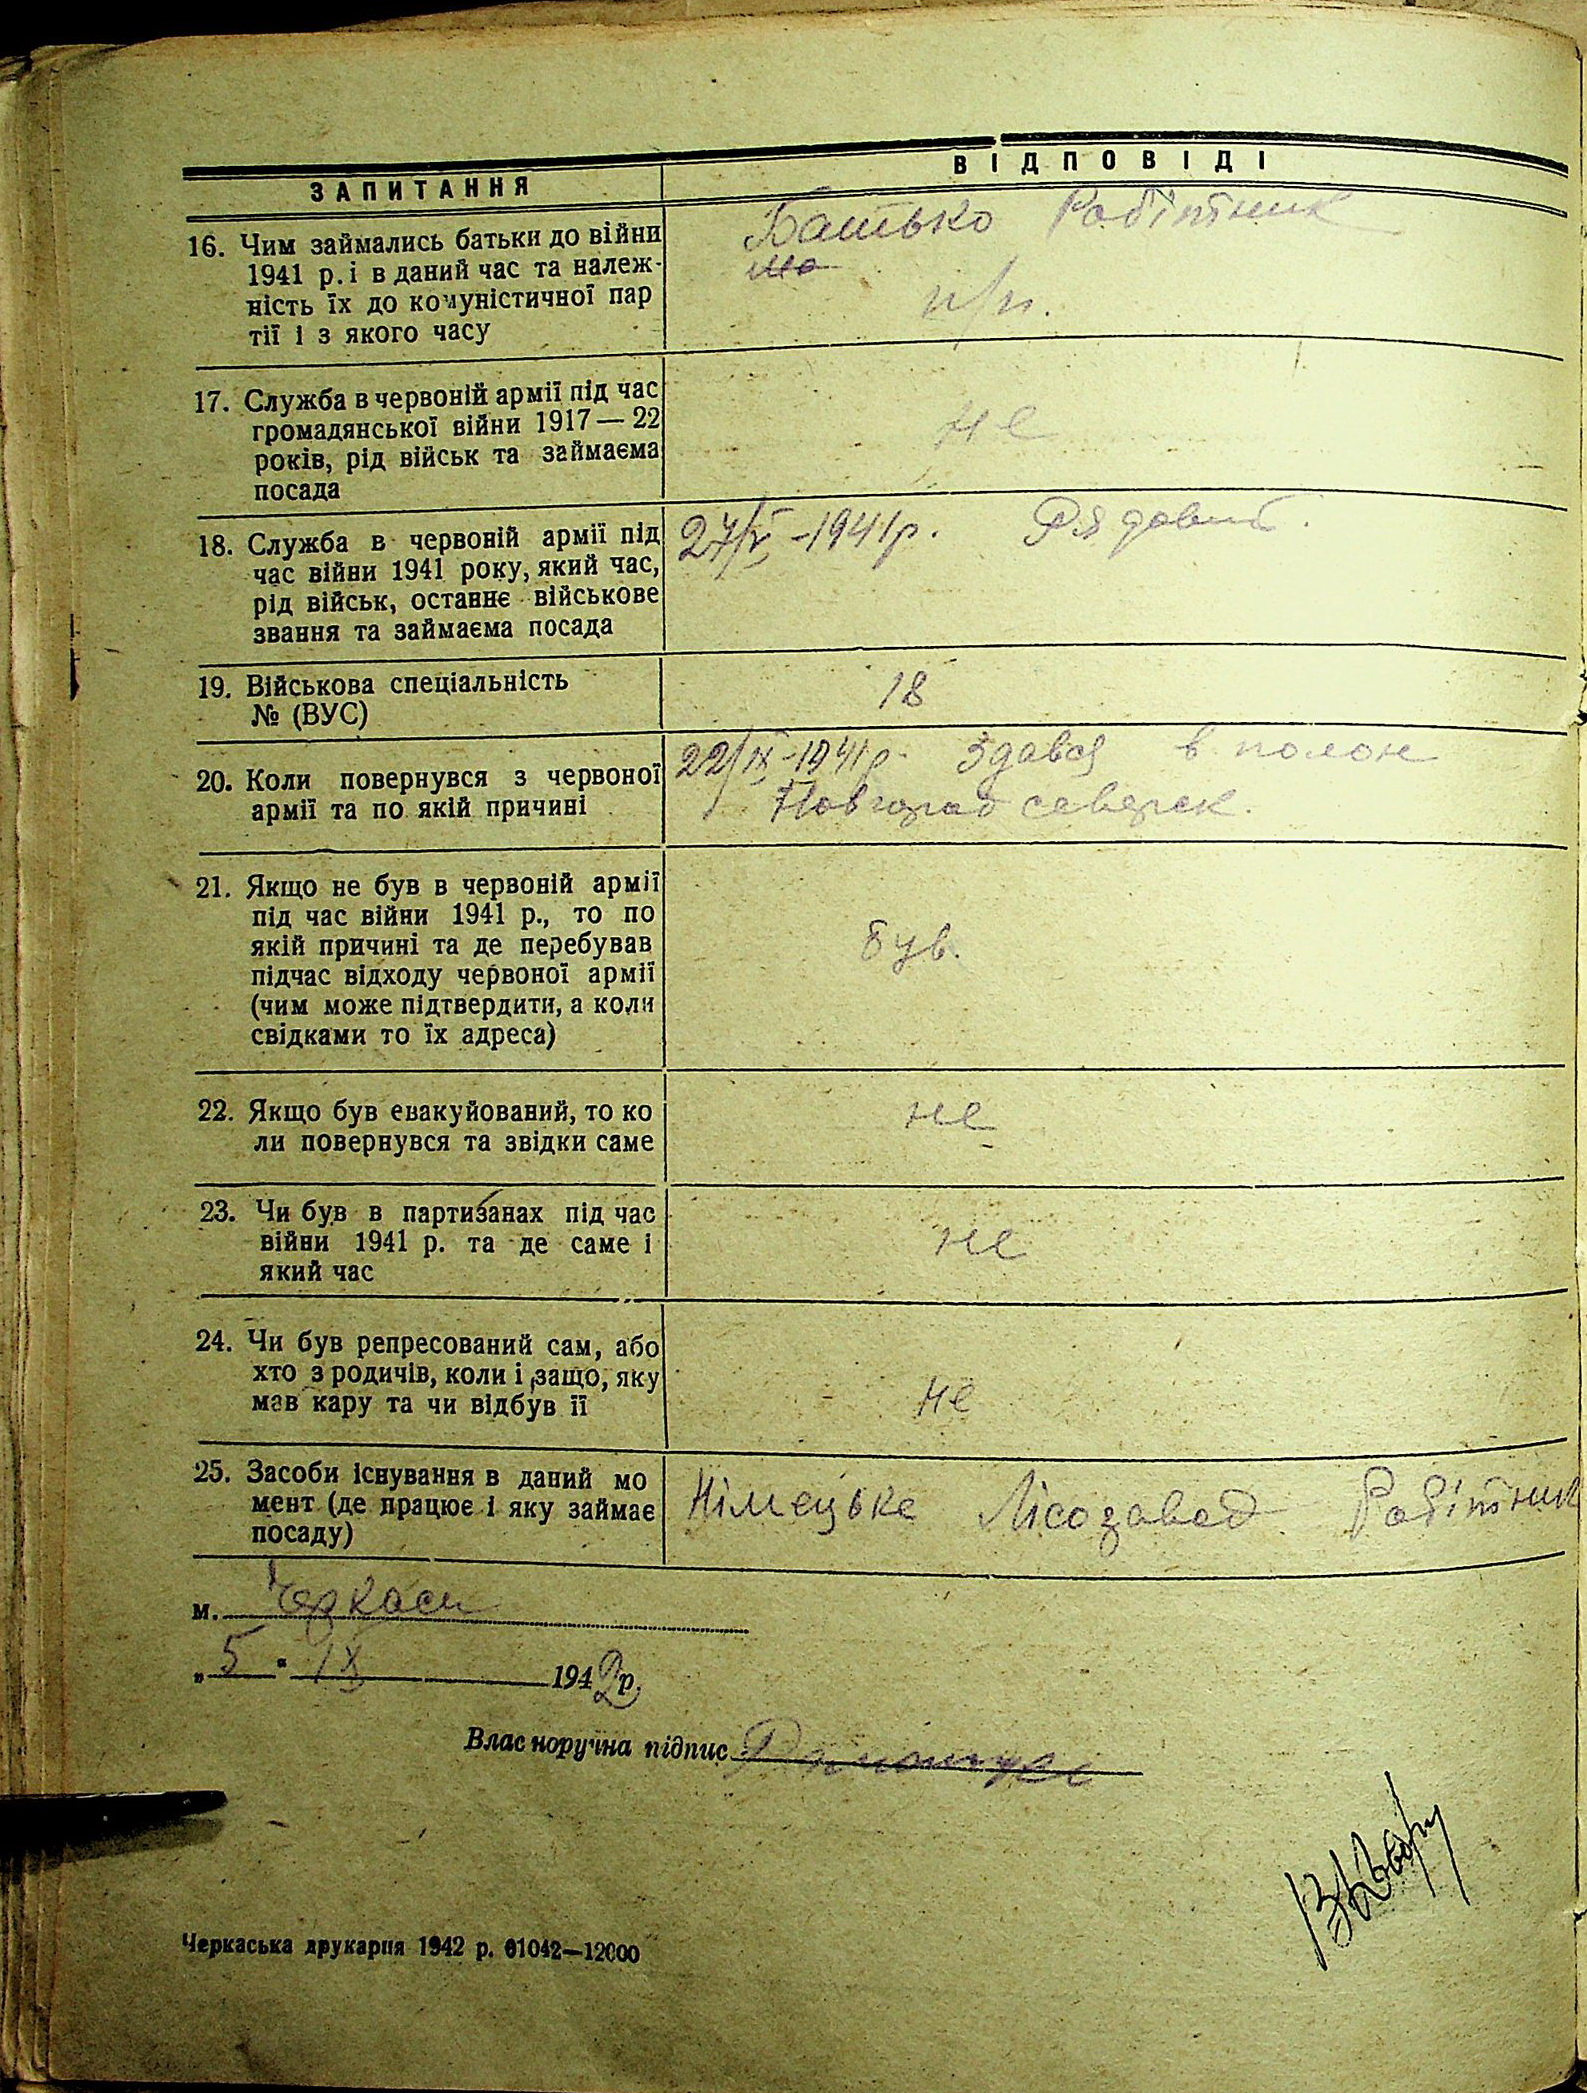 ЗАПИТАННЯ
ВІДПОВІДІ
16. Чим займались батьки до війни
1941 р. і в даний час та належ-
ність їх до комуністичної пар
тії і з якого часу
Батько Робітник
п/п.
17. Служба в червоній армії під час
громадянської війни 1917—22
років, рід військ та займаєма
посада
не
18. Служба в червоній армії під
час війни 1941 року, який час,
рід військ, останнє військове
звання та займаєма посада
-1941р. Рядовий.
19. Військова спеціальність
№ (ВУС)
18
20. Коли повернувся з червоної
армії та по якій причині
22/IX-1941р. Здався в полон
Новгород северск.
21. Якщо не був в червоній армії
під час війни 1941 р., то по
якій причині та де перебував
підчас відходу червоної армії
(чим може підтвердити, а коли
свідками то їх адреса)
був.
22. Якщо був евакуйований, то ко
ли повернувся та звідки саме
не
23. Чи був в партизанах під час
війни 1941 р. та де саме і
який час
не
24. Чи був репресований сам, або
хто з родичів, коли і защо, яку
мав кару та чи відбув її
не
25. Засоби існування в даний мо
мент (де працює і яку займає
посаду)
Німецьке Лісозавод Робітник
м. Черкаси
„5“ IX 1942р.
Власноручна підпис
Черкаська друкарня 1942 р. 01042—12000